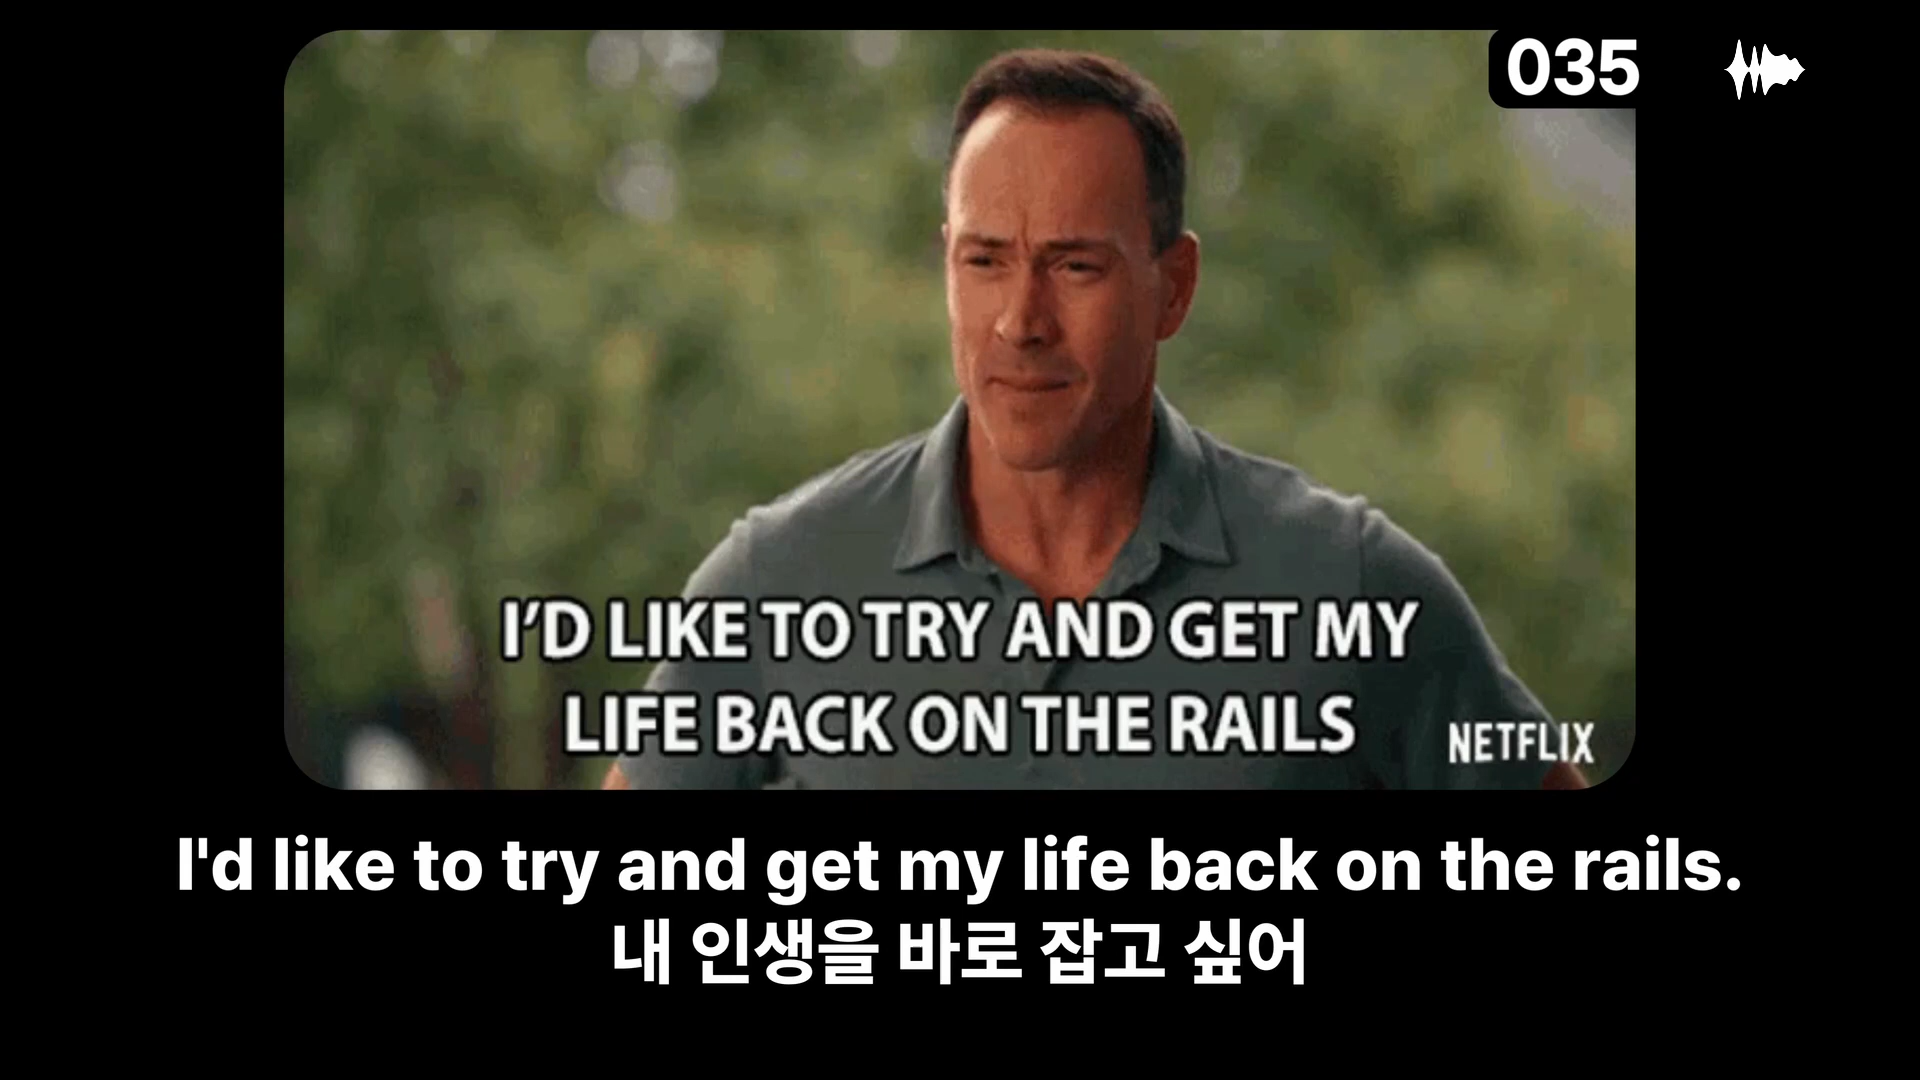 035
I'D LIKE TO TRY AND GET MY
LIFE BACK ON THE RAILS
NETFLIX
I'd like to try and get my life back on the rails.
내 인생을 바로 잡고 싶어